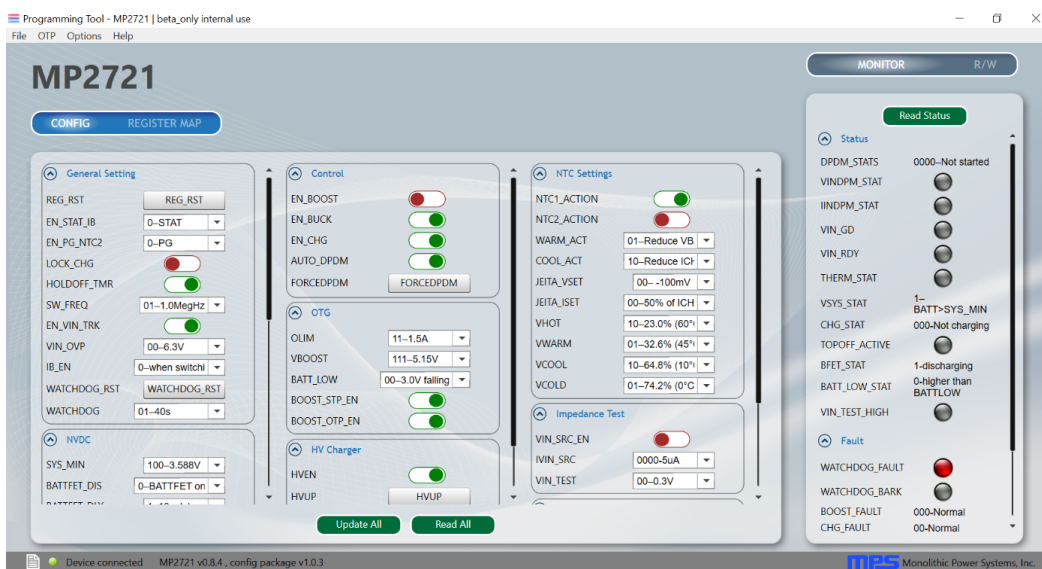 Programming Tool - MP2721 | beta_only internal use
File OTP Options Help
MP2721
MONITOR R/W
CONFIG REGISTER MAP
General Setting
REG_RST REG_RST
EN_STAT_IB 0–STAT
EN_PG_NTC2 0–PG
LOCK_CHG
HOLDOFF_TMR
SW_FREQ 01–1.0MegHz
EN_VIN_TRK
VIN_OVP 00–6.3V
IB_EN 0–when switchi
WATCHDOG_RST WATCHDOG_RST
WATCHDOG 01–40s
NVDC
SYS_MIN 100–3.588V
BATTFET_DIS 0–BATTFET on
Control
EN_BOOST
EN_BUCK
EN_CHG
AUTO_DPDM
FORCEDPDM FORCEDPDM
OTG
OLIM 11–1.5A
VBOOST 111–5.15V
BATT_LOW 00–3.0V falling
BOOST_STP_EN
BOOST_OTP_EN
HV Charger
HVEN
HVUP HVUP
NTC Settings
NTC1_ACTION
NTC2_ACTION
WARM_ACT 01–Reduce VB
COOL_ACT 10–Reduce ICH
JEITA_VSET 00– -100mV
JEITA_ISET 00–50% of ICH
VHOT 10–23.0% (60°
VWARM 01–32.6% (45°
VCOOL 10–64.8% (10°
VCOLD 01–74.2% (0°C
Impedance Test
VIN_SRC_EN
IVIN_SRC 0000-5uA
VIN_TEST 00–0.3V
Update All Read All
Read Status
Status
DPDM_STATS 0000–Not started
VINDPM_STAT
IINDPM_STAT
VIN_GD
VIN_RDY
THERM_STAT
VSYS_STAT 1–
BATT>SYS_MIN
CHG_STAT 000-Not charging
TOPOFF_ACTIVE
BFET_STAT 1-discharging
BATT_LOW_STAT 0-higher than
BATTLOW
VIN_TEST_HIGH
Fault
WATCHDOG_FAULT
WATCHDOG_BARK
BOOST_FAULT 000-Normal
CHG_FAULT 00-Normal
Device connected MP2721 v0.8.4 , config package v1.0.3
mps Monolithic Power Systems, Inc.